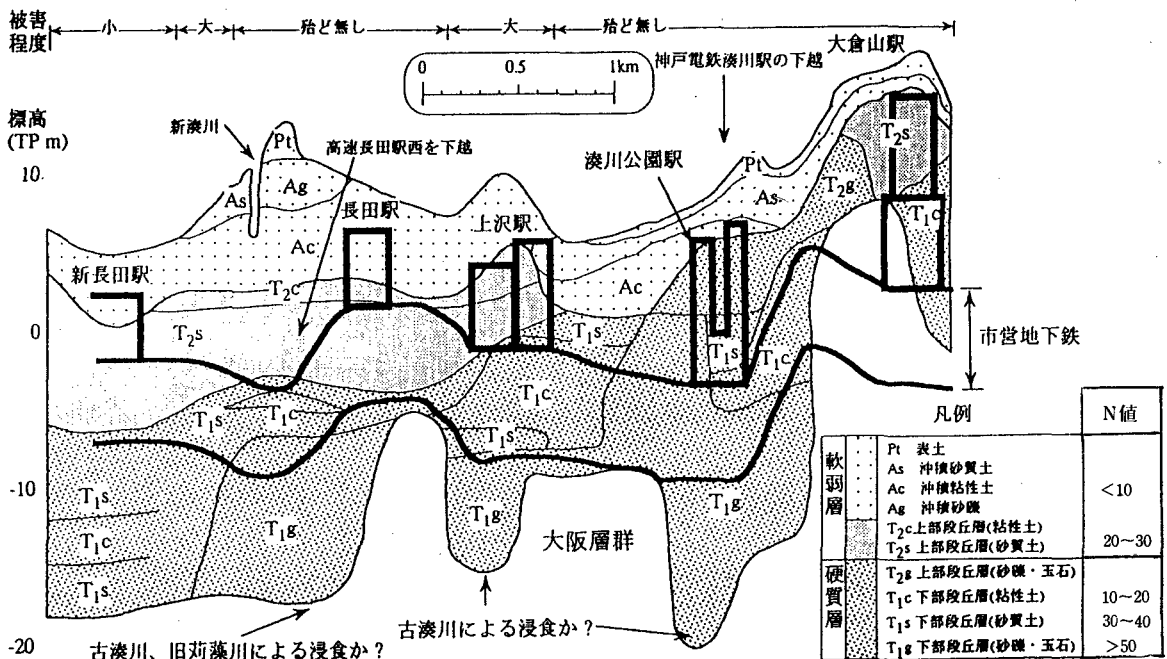 被害
程度
小
大
殆ど無し
大
殆ど無し
大倉山駅
0 0.5 1km
神戸電鉄湊川駅の下越
標高
(TP m)
新湊川
高速長田駅西を下越
湊川公園駅
10
0
-10
-20
Pt
Ag
As
長田駅
上沢駅
Ac
新長田駅
T₂c
T₂s
Pt
As
T₂g
T₂s
T₁c
Ac
T₁s
T₁s
T₁c
市営地下鉄
T₁s
T₁c
T₁c
T₁s
T₁s
T₁g
T₁g
T₁g
T₁c
T₁s
大阪層群
古湊川による浸食か?
古湊川、旧苅藻川による浸食か?
凡例
N値
軟弱層
Pt 表土
As 沖積砂質土
Ac 沖積粘性土
Ag 沖積砂礫
<10
T₂c 上部段丘層(粘性土)
T₂s 上部段丘層(砂質土)
20~30
硬質層
T₂g 上部段丘層(砂礫・玉石)
T₁c 下部段丘層(粘性土)
10~20
T₁s 下部段丘層(砂質土)
30~40
T₁g 下部段丘層(砂礫・玉石)
>50